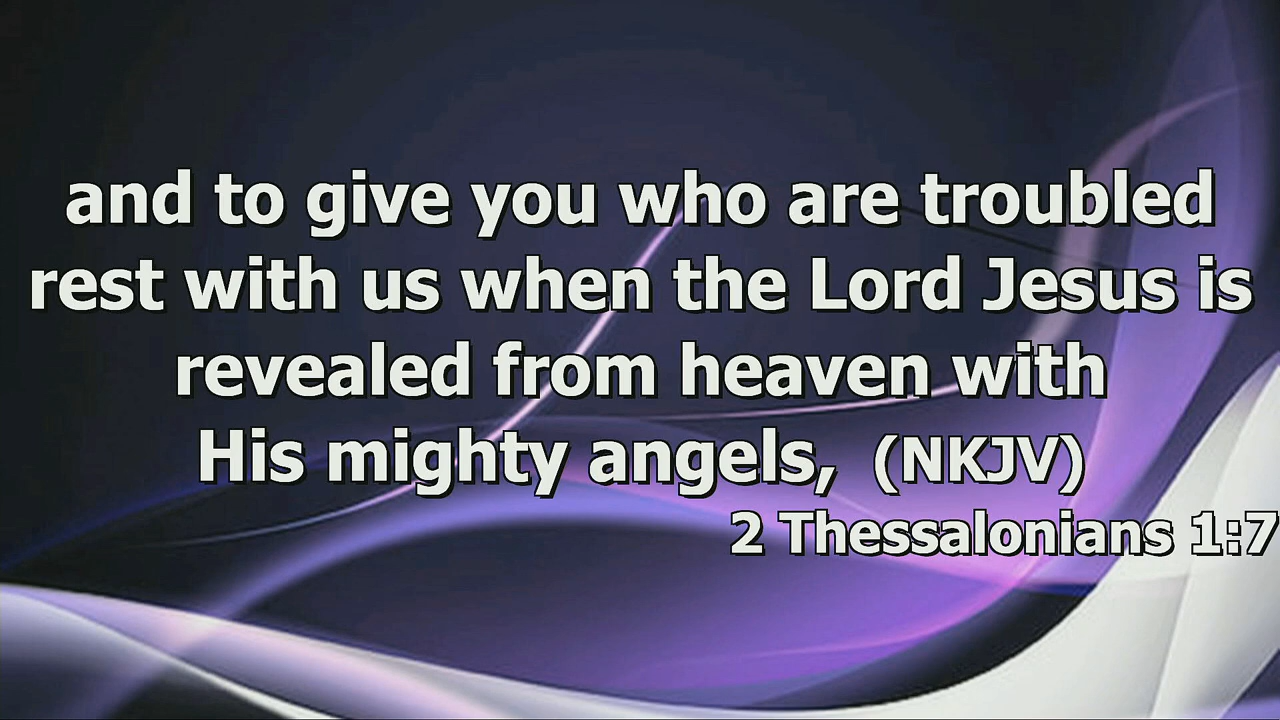 and to give you who are troubled
rest with us when the Lord Jesus is
revealed from heaven with
His mighty angels, (NKJV)
2 Thessalonians 1:7